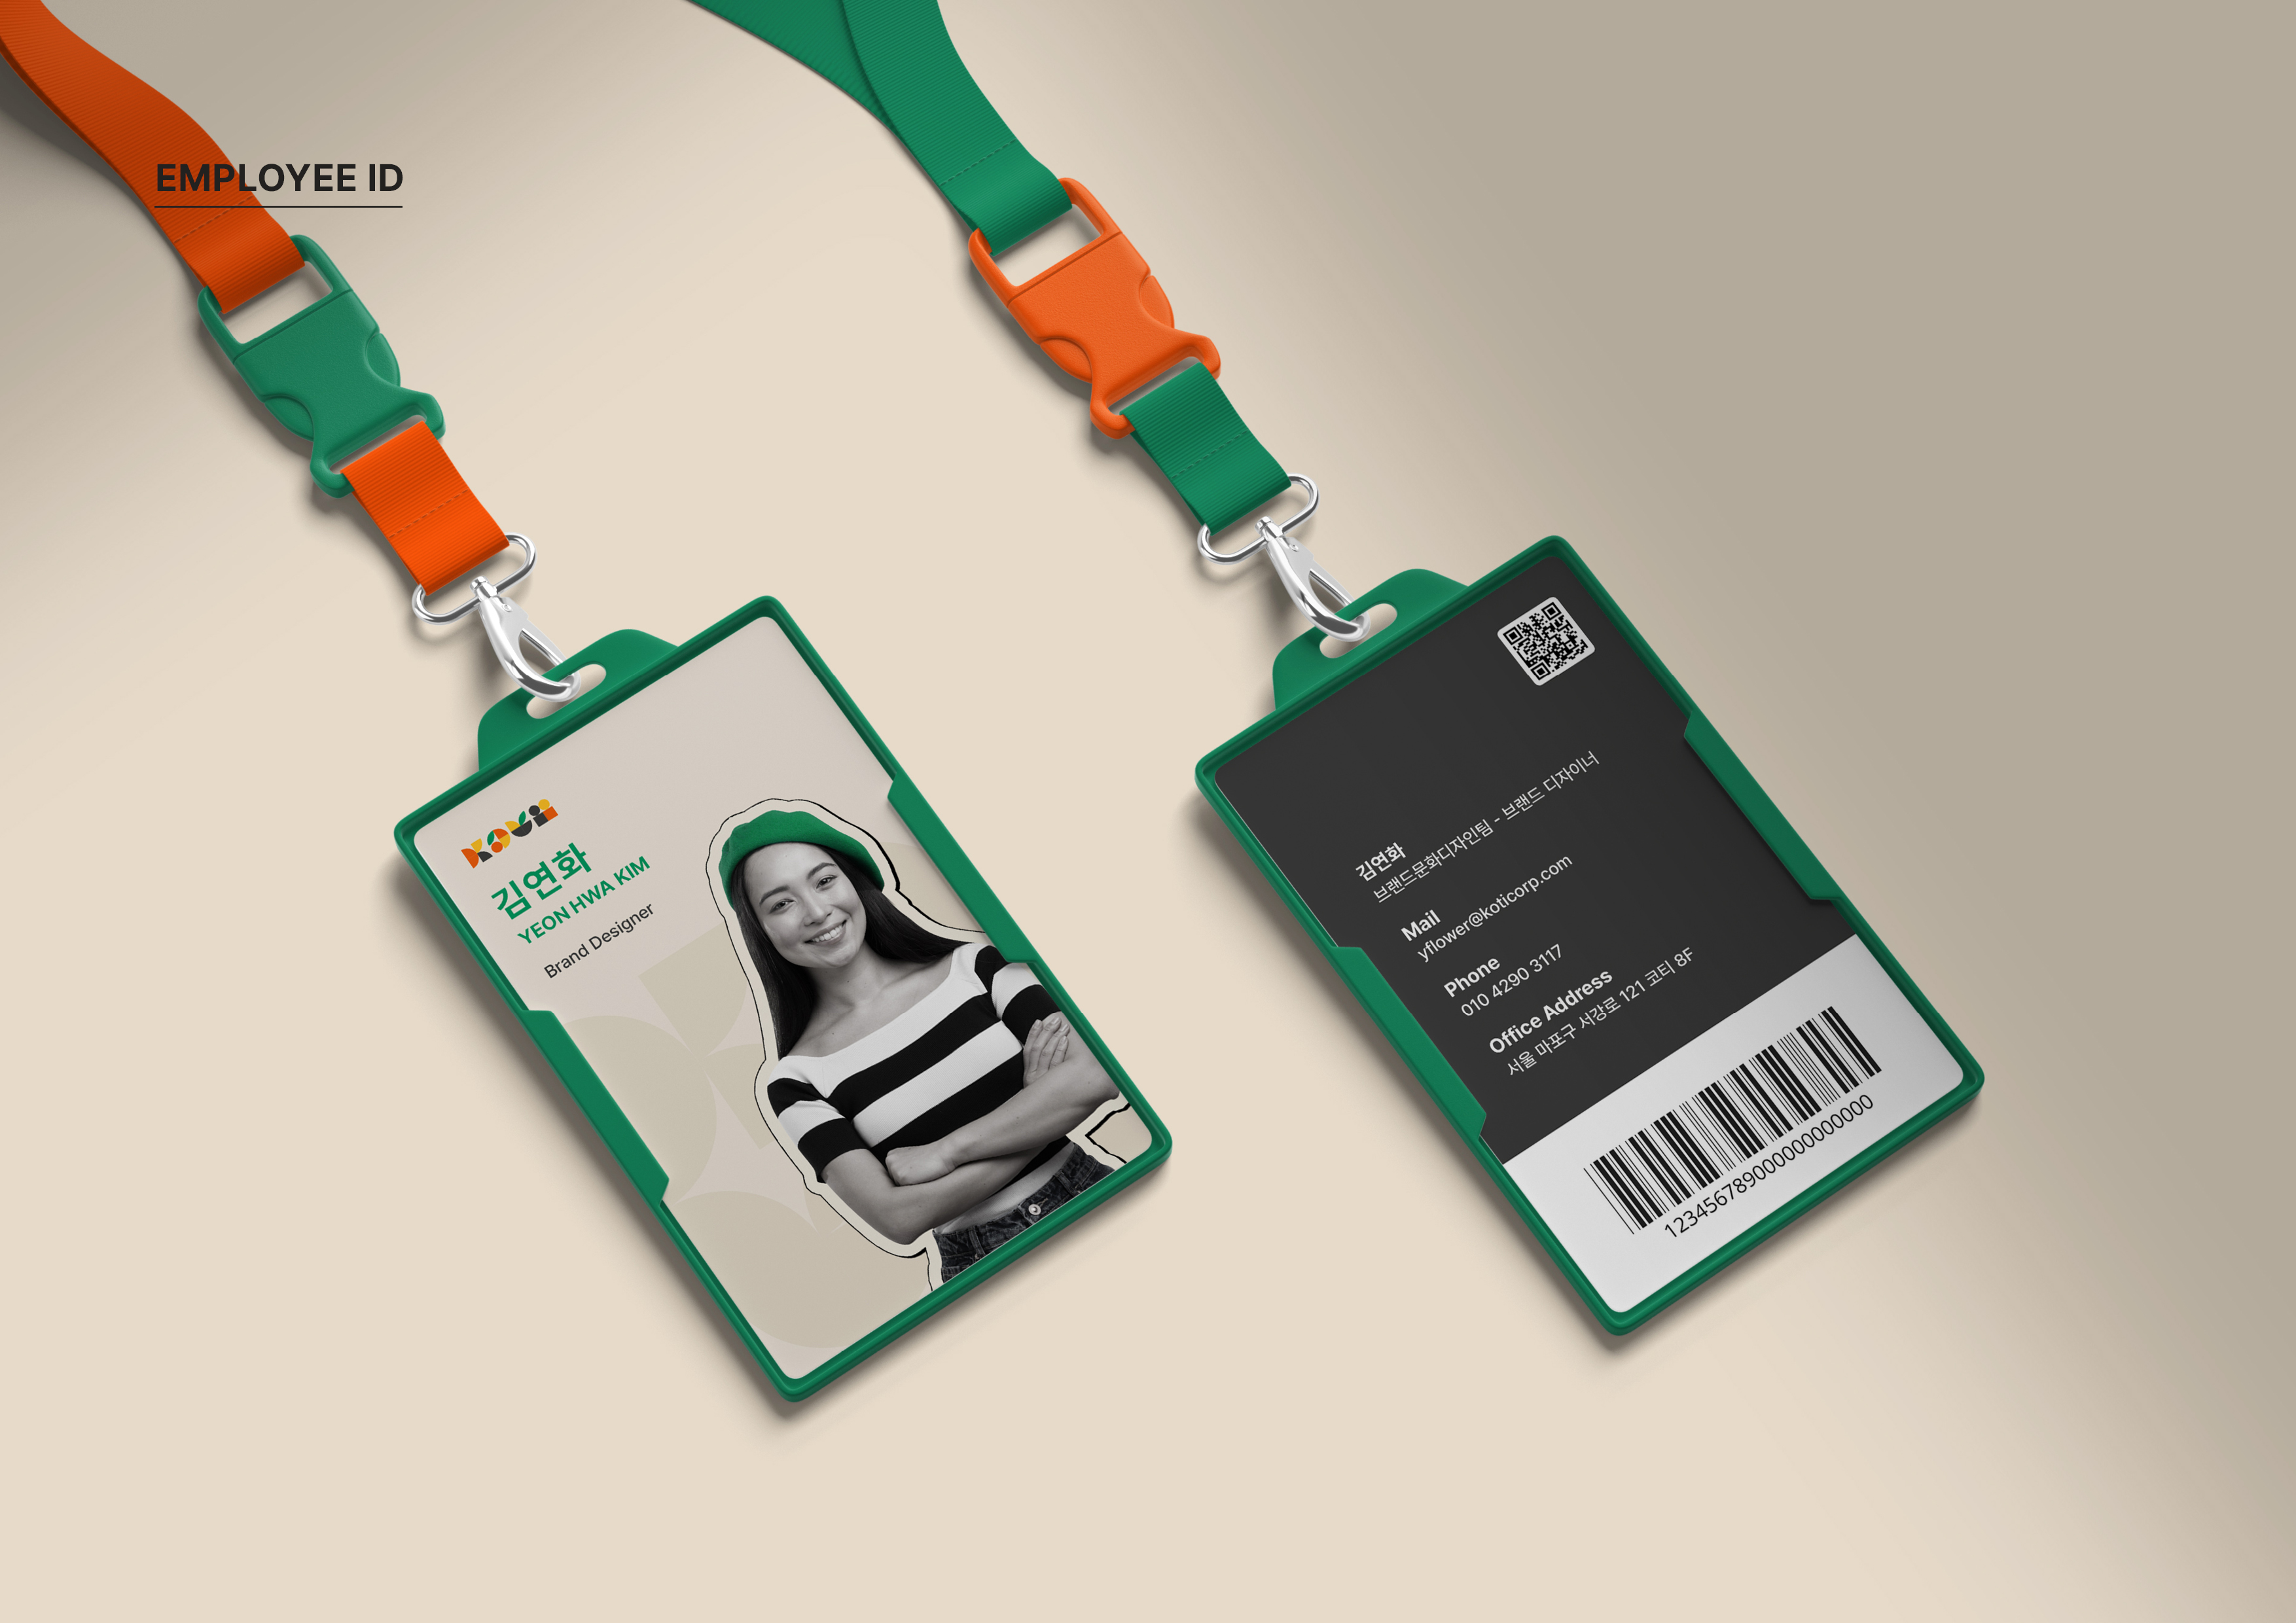 EMPLOYEE ID
KOTI
김연화
YEON HWA KIM
Brand Designer
김연화
브랜드문화디자인팀 - 브랜드 디자이너
Mail
yflower@koticorp.com
Phone
010 4290 3117
Office Address
서울 마포구 서강로 121 코티 8F
12345678900000000000000